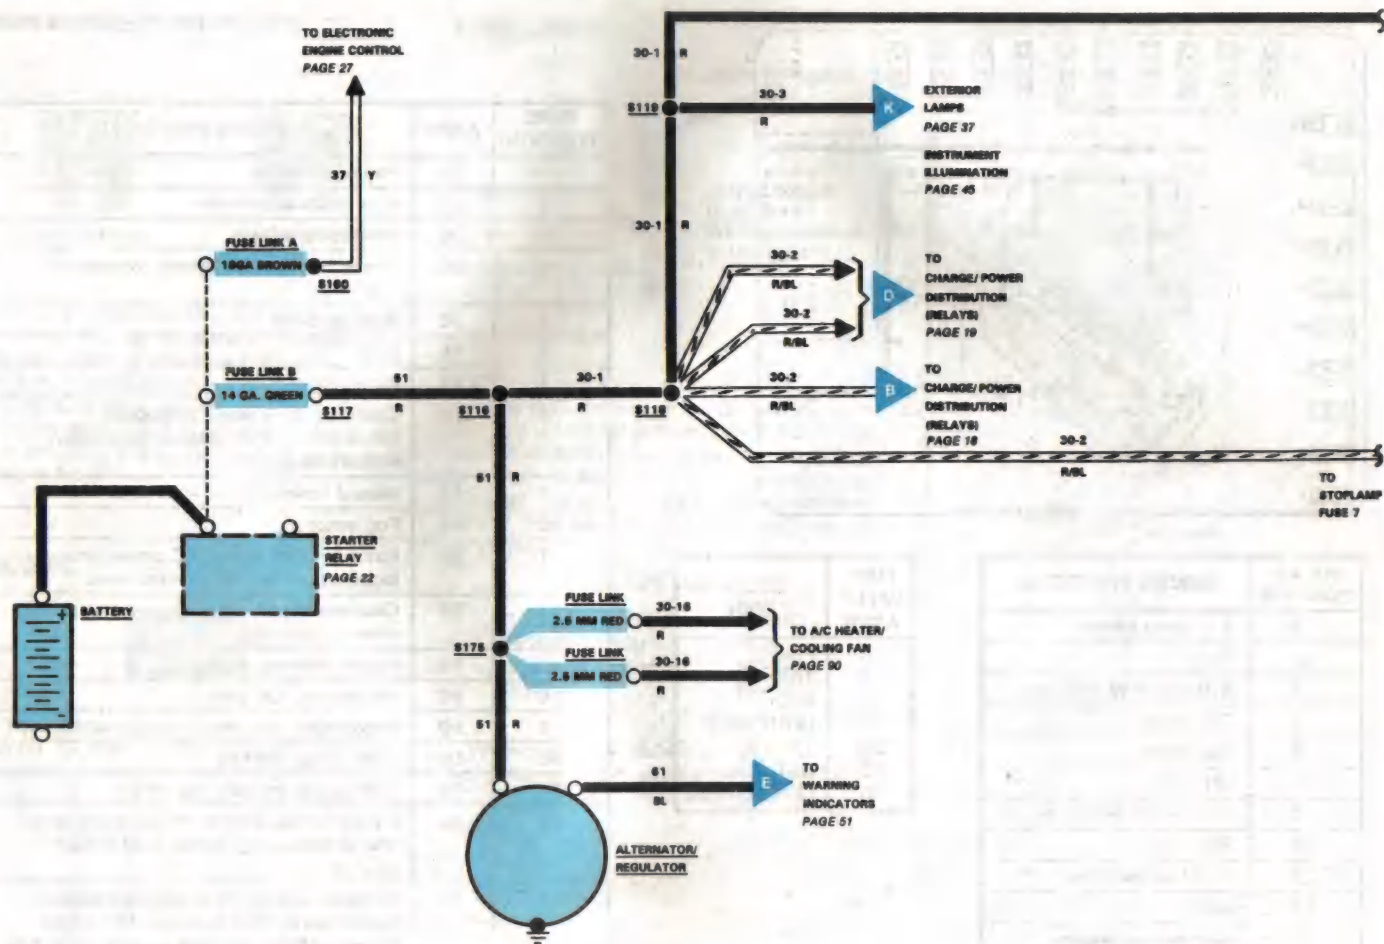 TO ELECTRONIC
ENGINE CONTROL
PAGE 27
37 Y
FUSE LINK A
18GA BROWN
S160
FUSE LINK B
14 GA. GREEN
S117
51
R
S116
30-1
R
S118
30-1 R
S119
30-1 R
30-3
R
K
EXTERIOR
LAMPS
PAGE 37
INSTRUMENT
ILLUMINATION
PAGE 45
30-2
R/BL
30-2
R/BL
D
TO
CHARGE/POWER
DISTRIBUTION
(RELAYS)
PAGE 19
30-2
R/BL
B
TO
CHARGE/POWER
DISTRIBUTION
(RELAYS)
PAGE 18
30-2
R/BL
TO
STOPLAMP
FUSE 7
51 R
STARTER
RELAY
PAGE 22
BATTERY
+
-
S175
FUSE LINK
2.5 MM RED
30-16
R
FUSE LINK
2.5 MM RED
30-16
R
TO A/C HEATER/
COOLING FAN
PAGE 90
51 R
61
BL
E
TO
WARNING
INDICATORS
PAGE 51
ALTERNATOR/
REGULATOR